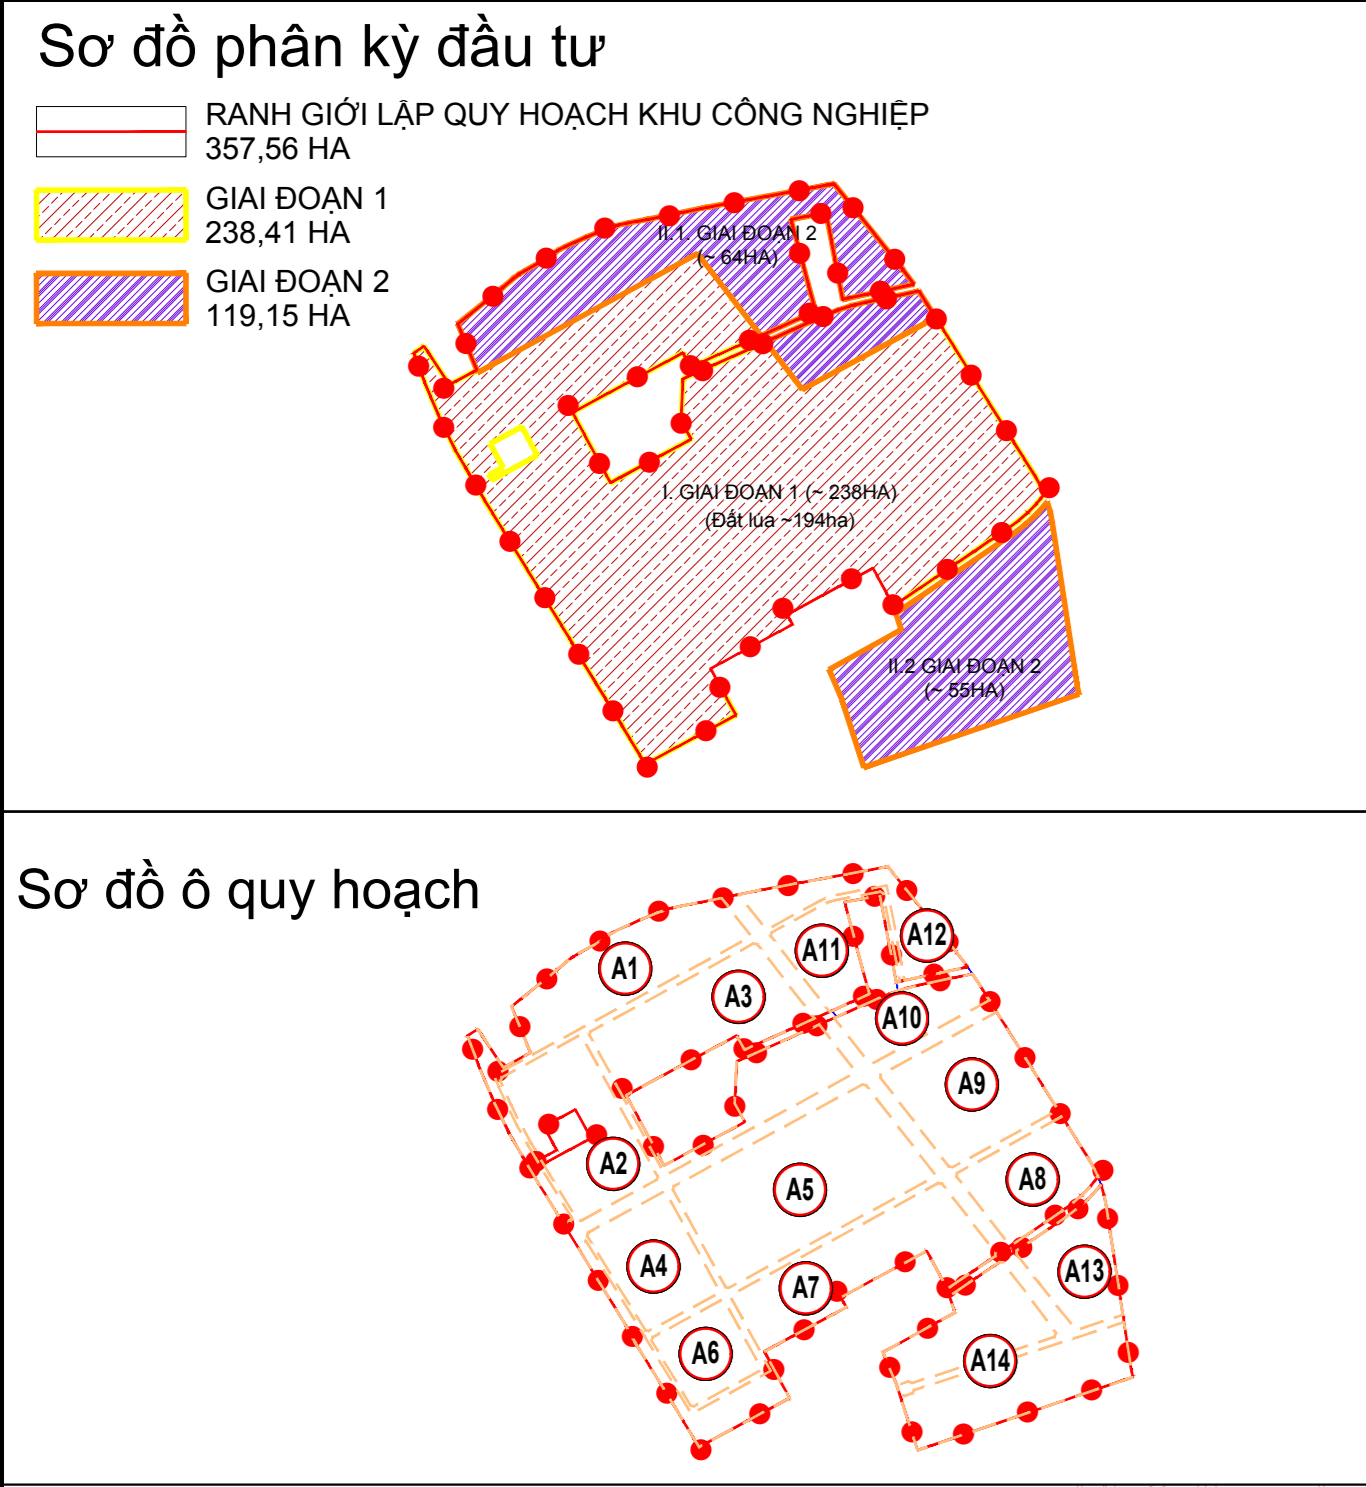 Sơ đồ phân kỳ đầu tư
RANH GIỚI LẬP QUY HOẠCH KHU CÔNG NGHIỆP
357,56 HA
GIAI ĐOẠN 1
238,41 HA
GIAI ĐOẠN 2
119,15 HA
II.1. GIAI ĐOẠN 2
(~ 64HA)
I. GIAI ĐOẠN 1 (~ 238HA)
(Đất lúa ~194ha)
II.2 GIAI ĐOẠN 2
(~ 55HA)
Sơ đồ ô quy hoạch
A1
A11
A12
A3
A10
A9
A2
A5
A8
A4
A7
A13
A6
A14